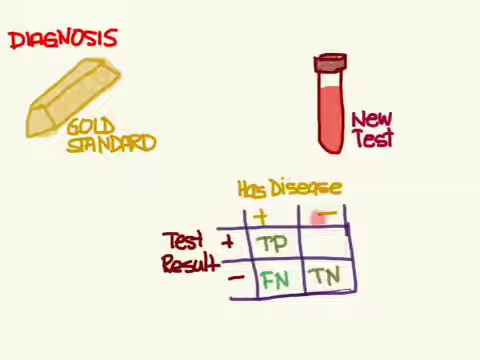 DIAGNOSIS
GOLD
STANDARD
New
Test
Has Disease
+ -
Test Result + TP
- FN TN